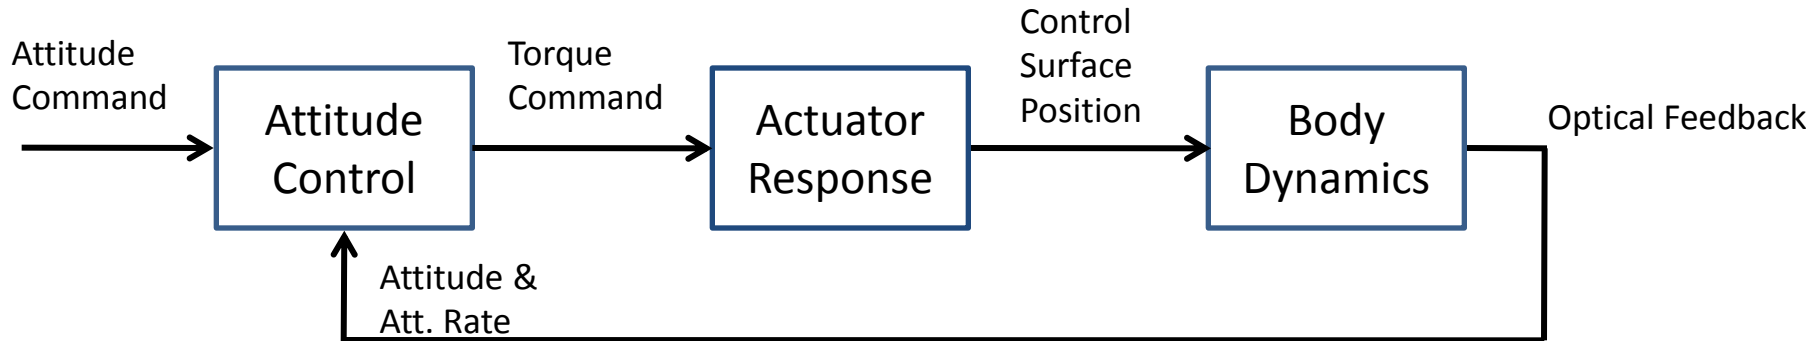 Attitude
Command
Attitude
Control
Torque
Command
Actuator
Response
Control
Surface
Position
Body
Dynamics
Optical Feedback
Attitude &
Att. Rate